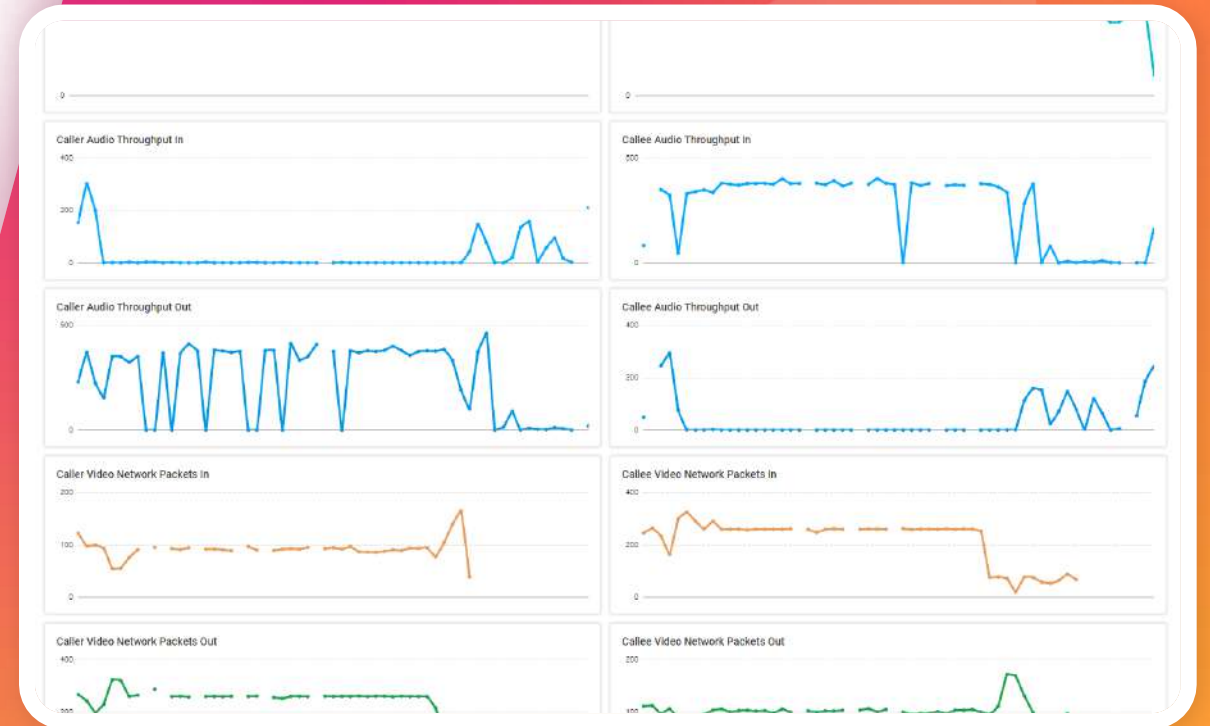 0
0
Caller Audio Throughput In
400
200
0
Callee Audio Throughput In
500
0
Caller Audio Throughput Out
500
0
Callee Audio Throughput Out
400
200
0
Caller Video Network Packets In
200
100
0
Callee Video Network Packets In
400
200
0
Caller Video Network Packets Out
400
200
Callee Video Network Packets Out
200
100